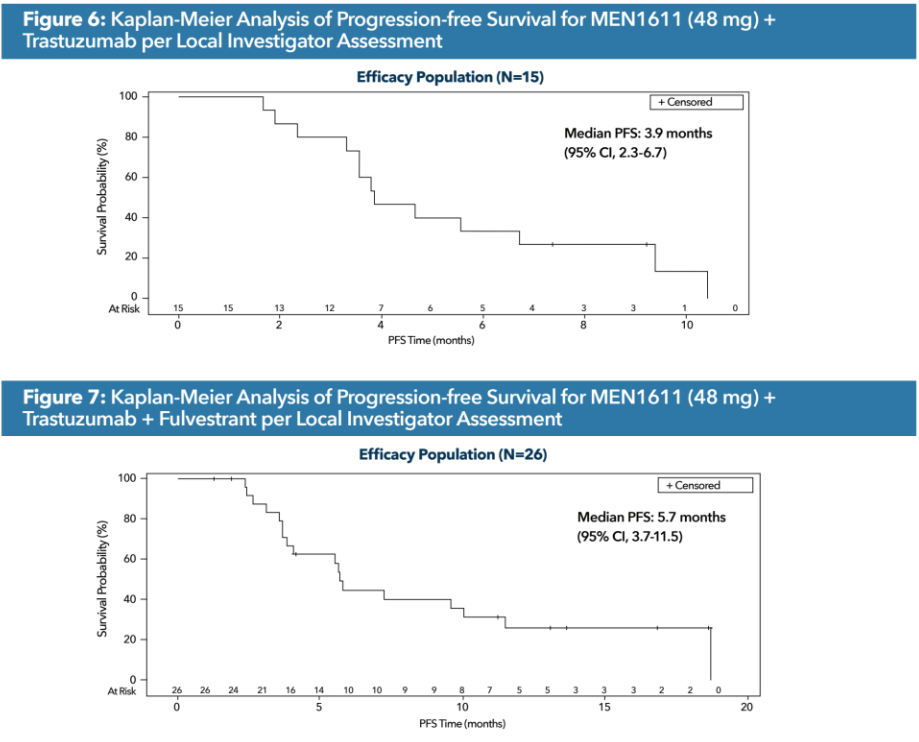 Figure 6: Kaplan-Meier Analysis of Progression-free Survival for MEN1611 (48 mg) +
Trastuzumab per Local Investigator Assessment
Efficacy Population (N=15)
+ Censored
Median PFS: 3.9 months
(95% CI, 2.3-6.7)
Survival Probability (%)
100
80
60
40
20
0
At Risk 15 15 13 12 7 6 5 4 3 3 1 0
0 2 4 6 8 10
PFS Time (months)
Figure 7: Kaplan-Meier Analysis of Progression-free Survival for MEN1611 (48 mg) +
Trastuzumab + Fulvestrant per Local Investigator Assessment
Efficacy Population (N=26)
+ Censored
Median PFS: 5.7 months
(95% CI, 3.7-11.5)
Survival Probability (%)
100
80
60
40
20
0
At Risk 26 26 24 21 16 14 10 10 9 9 8 7 5 5 3 3 3 2 2 0
0 5 10 15 20
PFS Time (months)